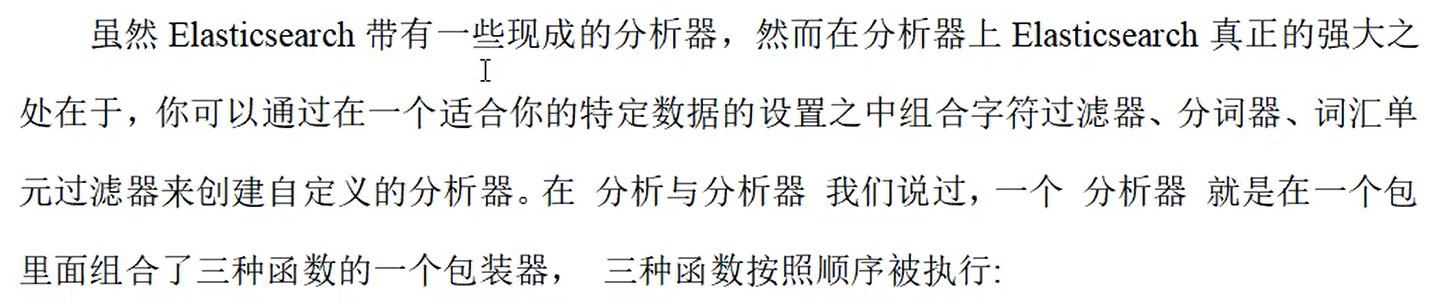 虽然 Elasticsearch 带有一些现成的分析器，然而在分析器上 Elasticsearch 真正的强大之
处在于，你可以通过在一个适合你的特定数据的设置之中组合字符过滤器、分词器、词汇单
元过滤器来创建自定义的分析器。在 分析与分析器 我们说过，一个 分析器 就是在一个包
里面组合了三种函数的一个包装器， 三种函数按照顺序被执行: